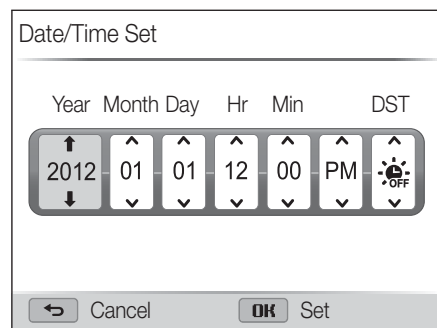 Date/Time Set
Year Month Day Hr Min DST
2012 01 01 12 00 PM OFF
Cancel OK Set